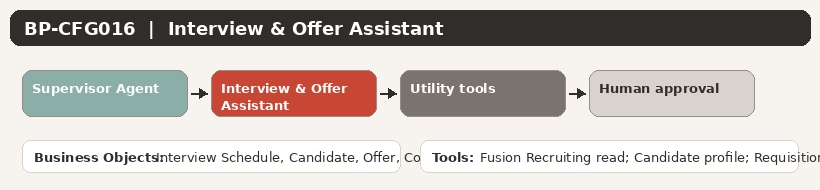 BP-CFG016 | Interview & Offer Assistant
Supervisor Agent
Interview & Offer
Assistant
Utility tools
Human approval
Business Objects: Interview Schedule, Candidate, Offer, Co
Tools: Fusion Recruiting read; Candidate profile; Requisition